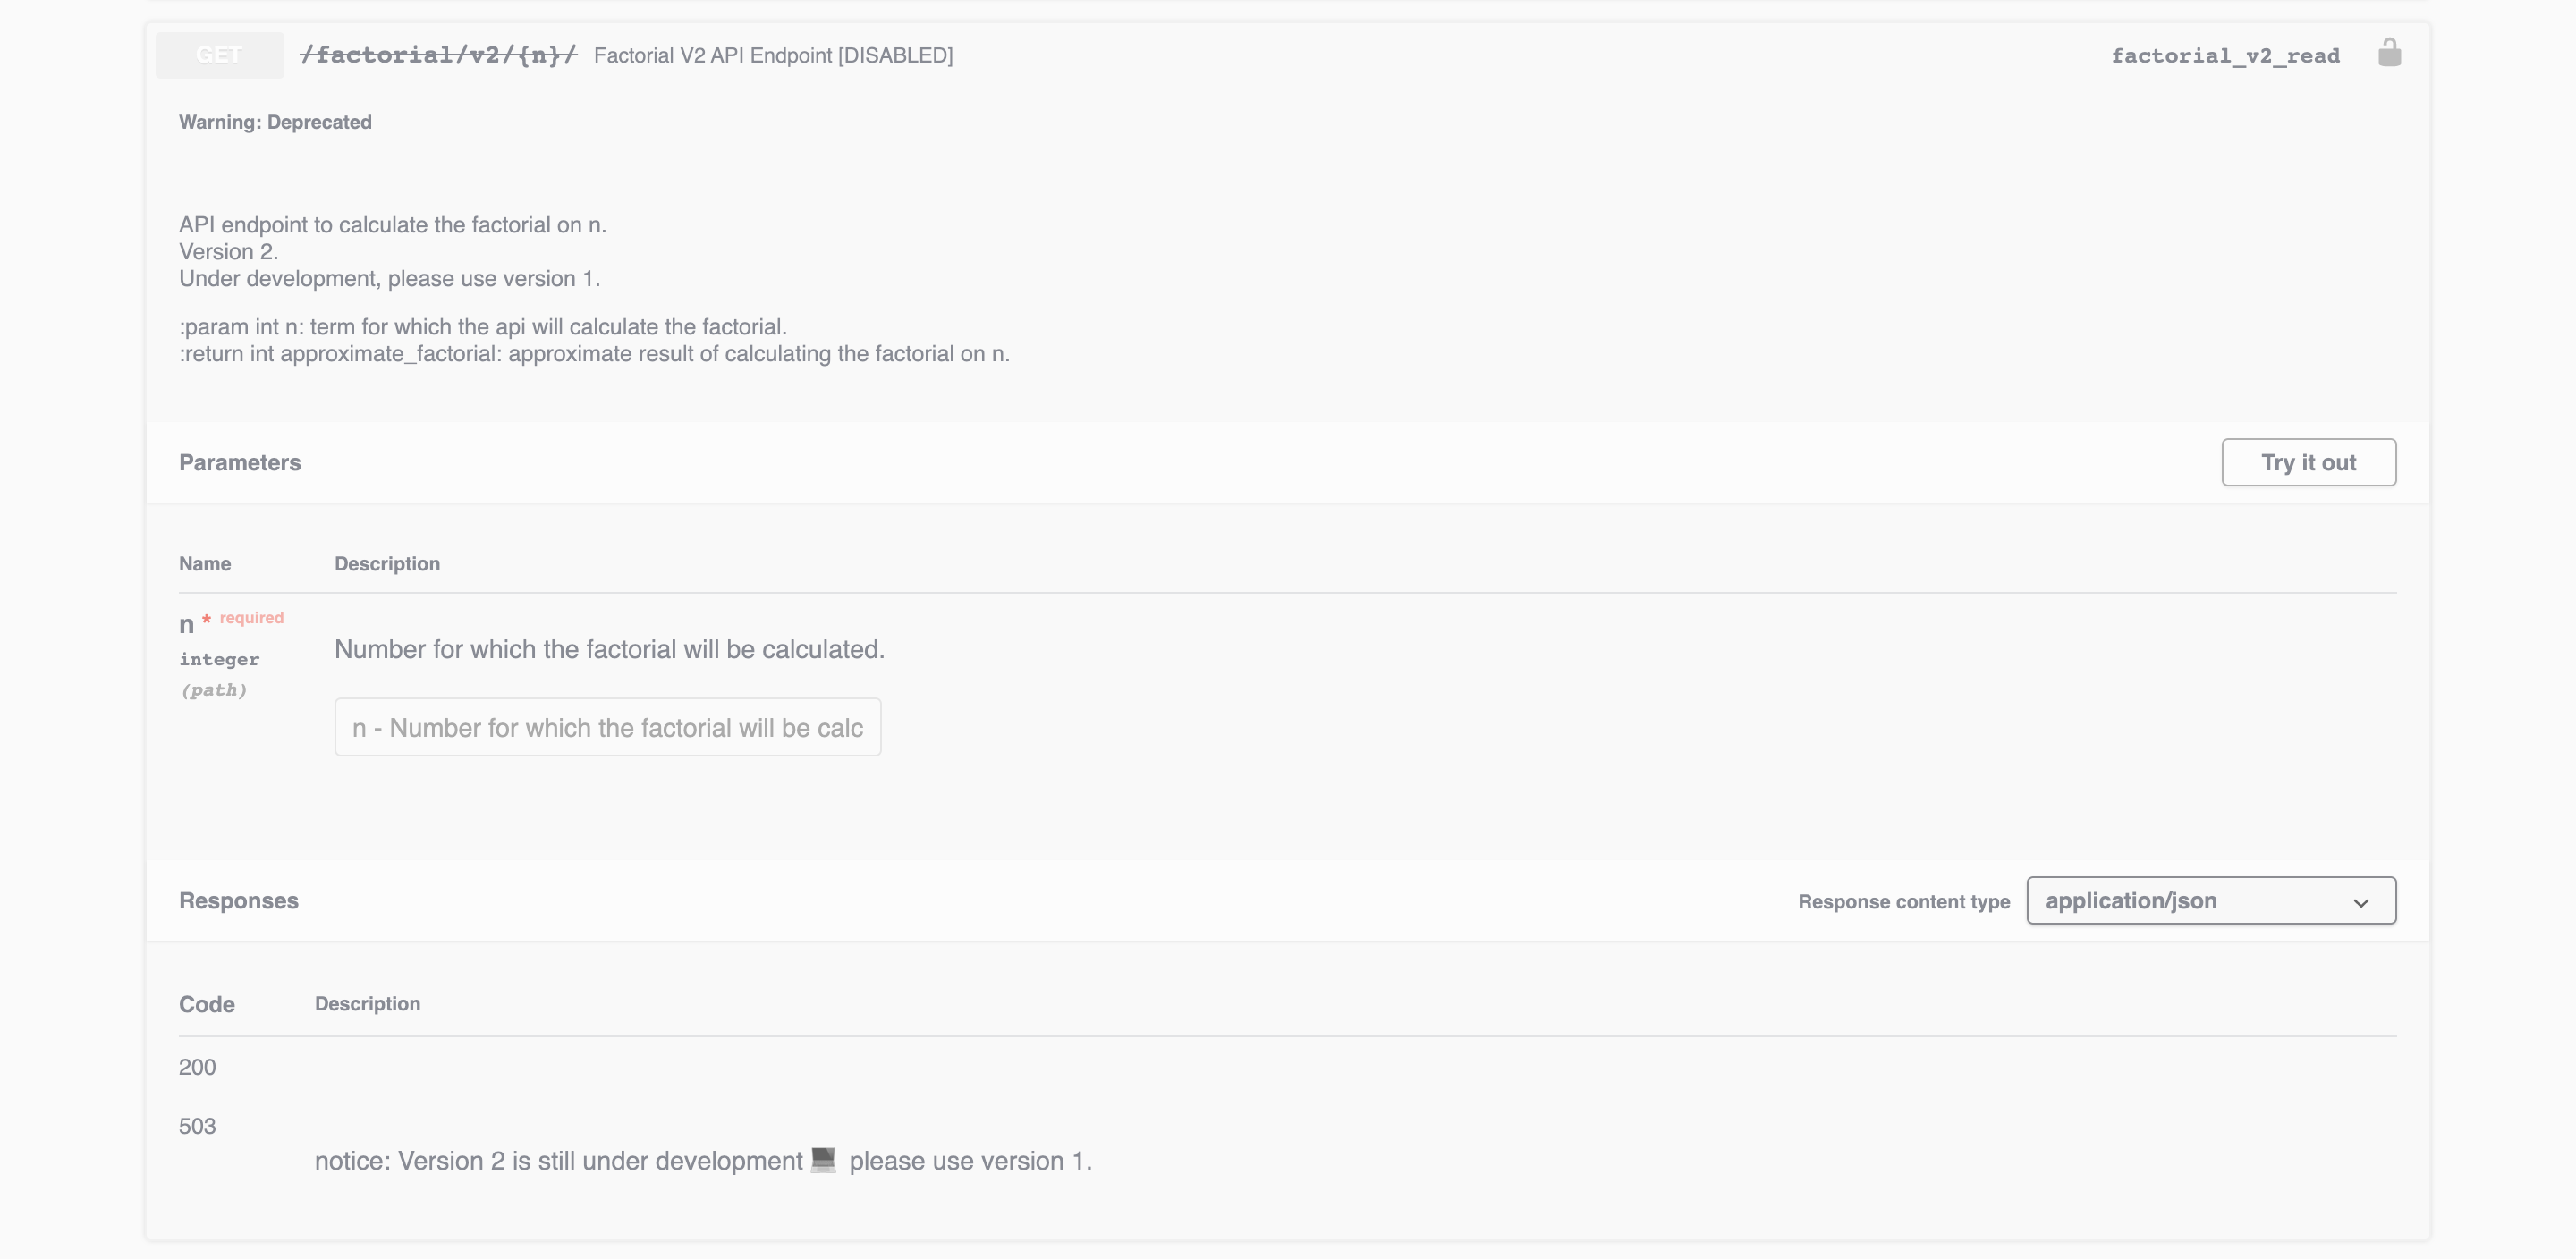 GET /factorial/v2/{n}/ Factorial V2 API Endpoint [DISABLED] factorial_v2_read
Warning: Deprecated
API endpoint to calculate the factorial on n.
Version 2.
Under development, please use version 1.
:param int n: term for which the api will calculate the factorial.
:return int approximate_factorial: approximate result of calculating the factorial on n.
Parameters Try it out
Name Description
n * required
integer
(path)
Number for which the factorial will be calculated.
n - Number for which the factorial will be calc
Responses Response content type application/json
Code Description
200
503
notice: Version 2 is still under development 💻 please use version 1.